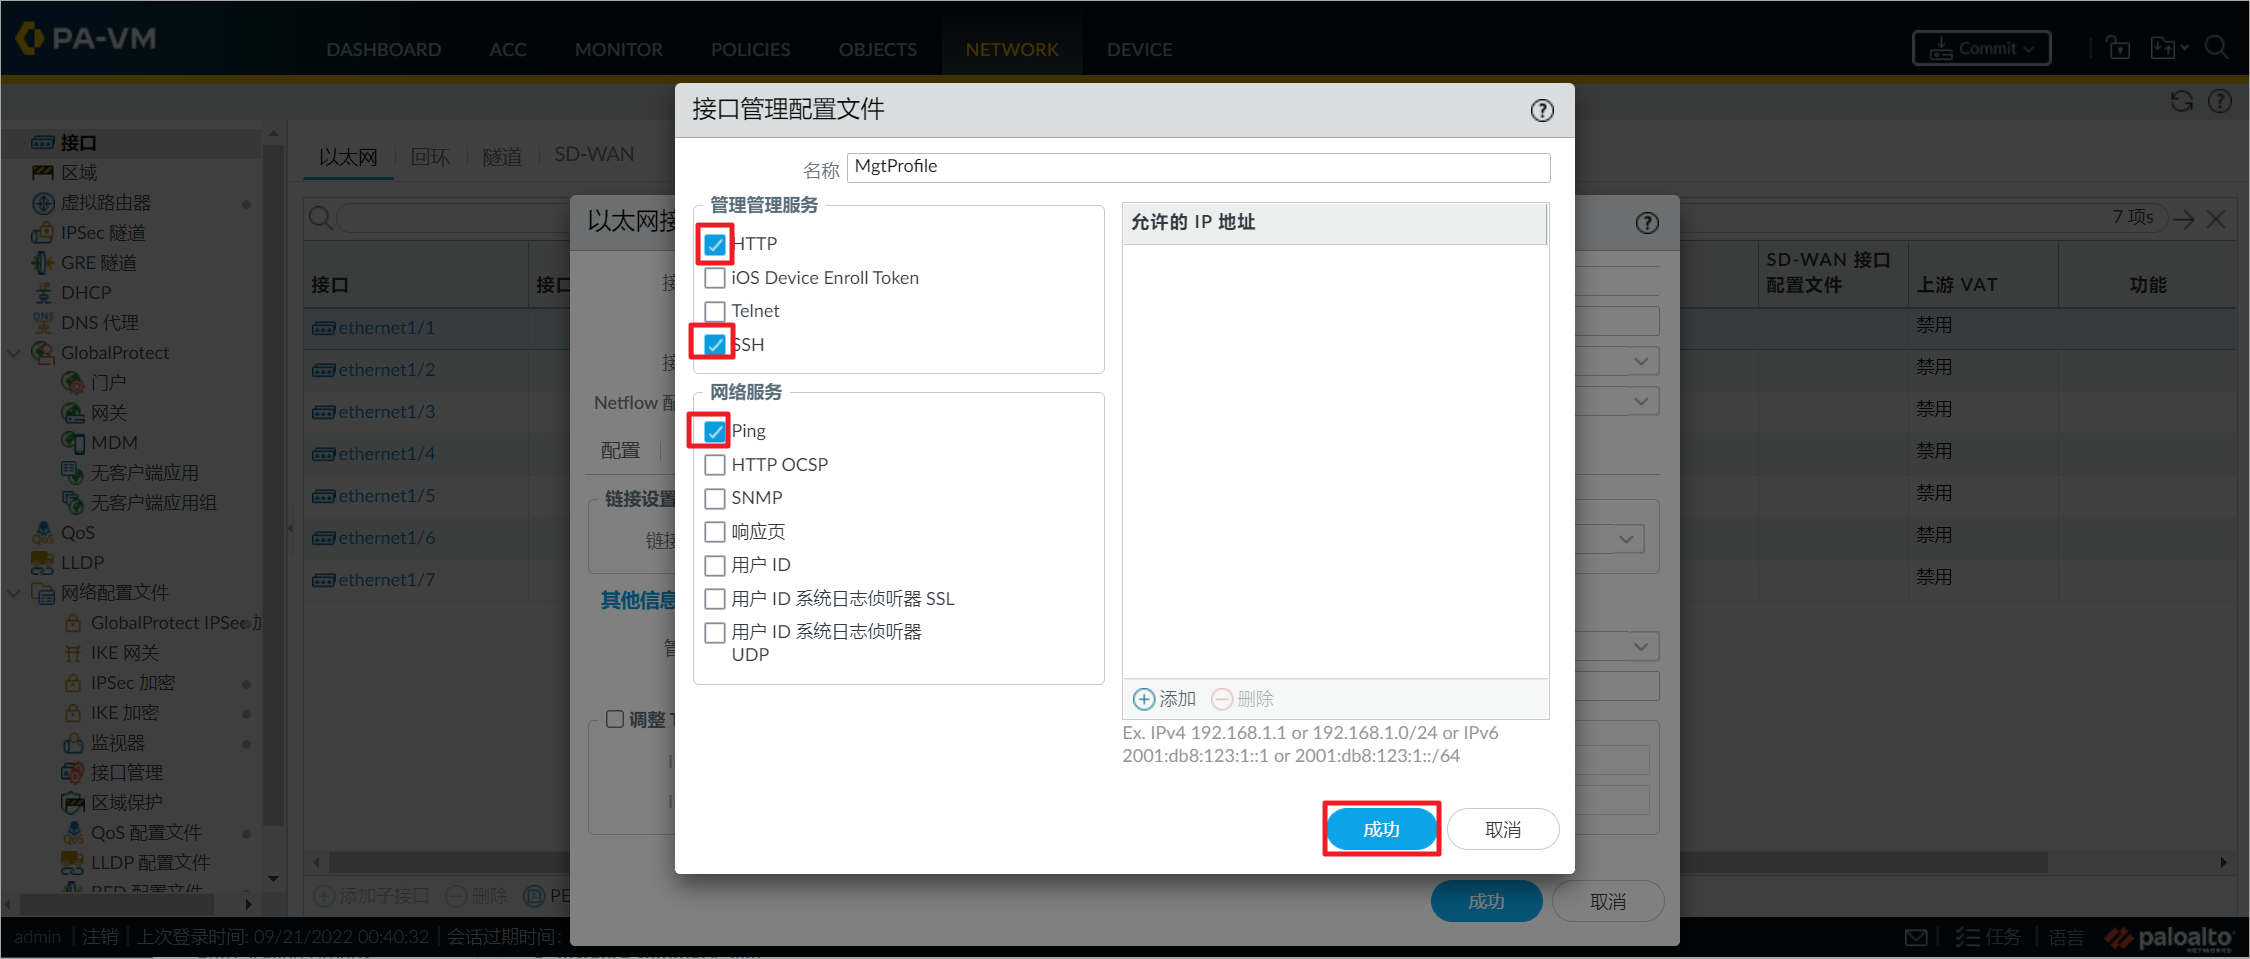 PA-VM
DASHBOARD
ACC
MONITOR
POLICIES
OBJECTS
NETWORK
DEVICE
Commit
接口
区域
虚拟路由器
IPSec 隧道
GRE 隧道
DHCP
DNS 代理
GlobalProtect
门户
网关
MDM
无客户端应用
无客户端应用组
QoS
LLDP
网络配置文件
GlobalProtect IPSec 加
IKE 网关
IPSec 加密
IKE 加密
监视器
接口管理
区域保护
QoS 配置文件
LLDP 配置文件
以太网
回环
隧道
SD-WAN
7 项s
接口
接口
SD-WAN 接口
配置文件
上游 VAT
功能
ethernet1/1
禁用
ethernet1/2
禁用
ethernet1/3
禁用
ethernet1/4
禁用
ethernet1/5
禁用
ethernet1/6
禁用
ethernet1/7
禁用
添加子接口
删除
以太网接
Netflow 配
配置
链接设置
链接
其他信息
管
调整
成功
取消
接口管理配置文件
名称
MgtProfile
管理管理服务
HTTP
iOS Device Enroll Token
Telnet
SSH
网络服务
Ping
HTTP OCSP
SNMP
响应页
用户 ID
用户 ID 系统日志侦听器 SSL
用户 ID 系统日志侦听器
UDP
允许的 IP 地址
添加
删除
Ex. IPv4 192.168.1.1 or 192.168.1.0/24 or IPv6
2001:db8:123:1::1 or 2001:db8:123:1::/64
成功
取消
admin
注销
上次登录时间: 09/21/2022 00:40:32
会话过期时间:
任务
语言
paloalto
NETWORKS